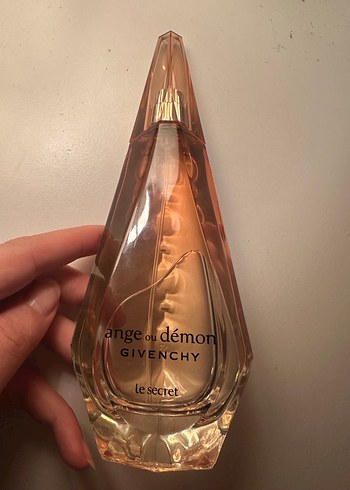 ange ou démon
GIVENCHY
le secret